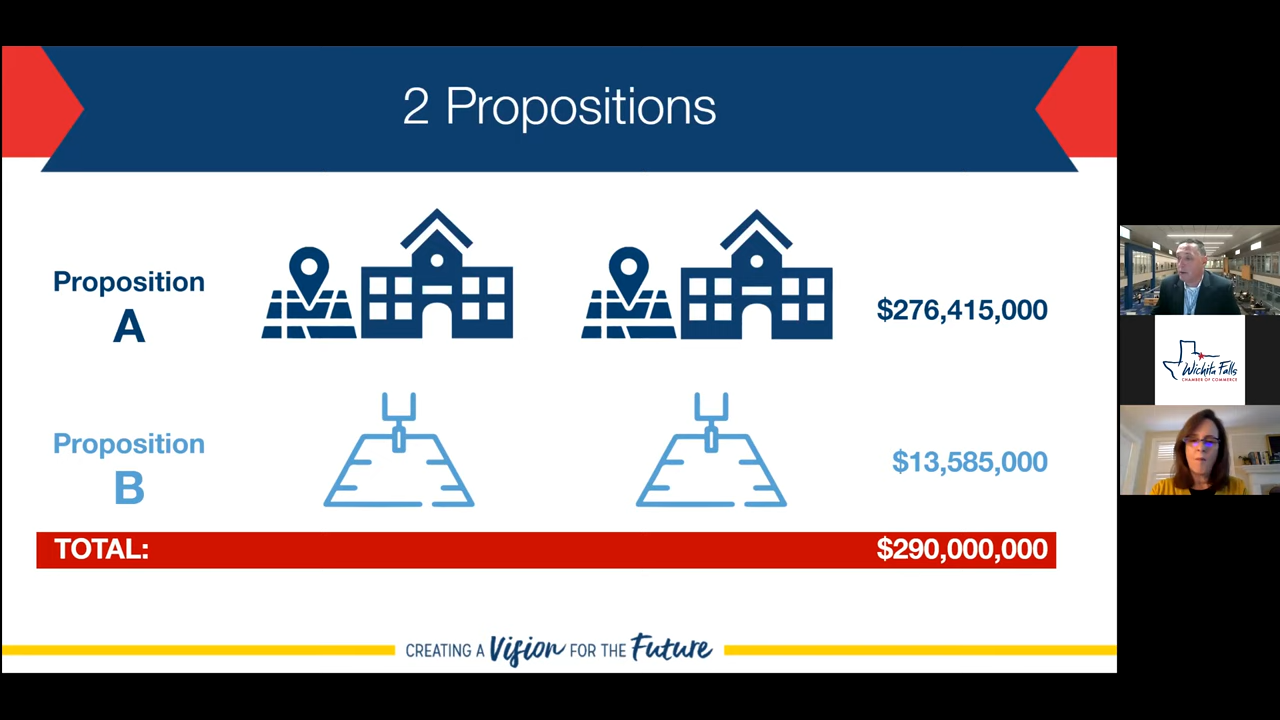 2 Propositions
Proposition
A
$276,415,000
Proposition
B
$13,585,000
TOTAL: $290,000,000
CREATING A Vision FOR THE Future
Wichita Falls
CHAMBER OF COMMERCE